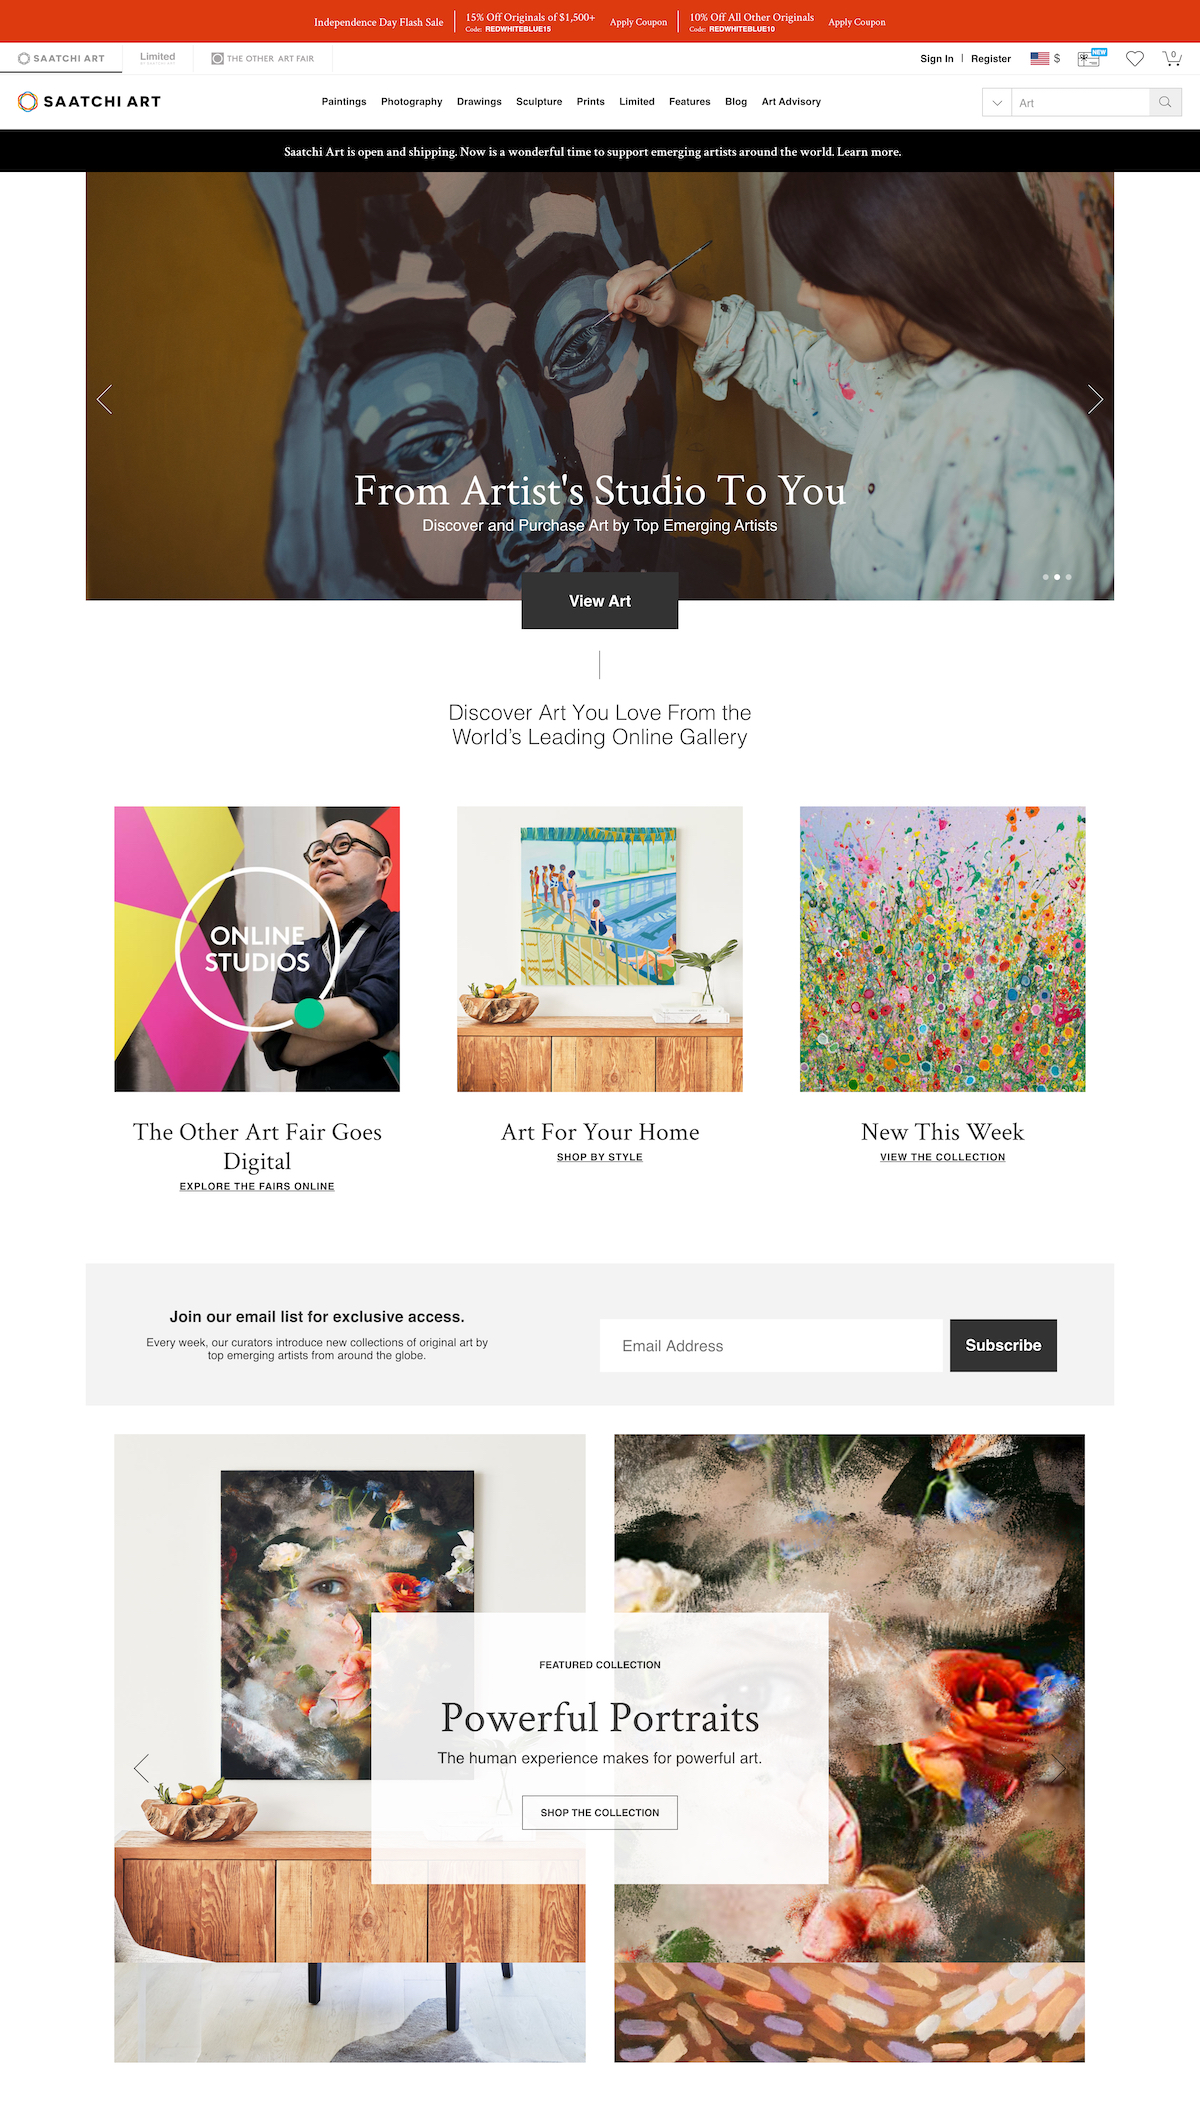 Independence Day Flash Sale
15% Off Originals of $1,500+
Code: REDWHITEBLUE15
Apply Coupon
10% Off All Other Originals
Code: REDWHITEBLUE10
Apply Coupon
SAATCHI ART
Limited
THE OTHER ART FAIR
Sign In | Register
$
NEW
0
SAATCHI ART
Paintings Photography Drawings Sculpture Prints Limited Features Blog Art Advisory
Art
Saatchi Art is open and shipping. Now is a wonderful time to support emerging artists around the world. Learn more.
From Artist's Studio To You
Discover and Purchase Art by Top Emerging Artists
View Art
Discover Art You Love From the
World’s Leading Online Gallery
ONLINE
STUDIOS
The Other Art Fair Goes
Digital
EXPLORE THE FAIRS ONLINE
Art For Your Home
SHOP BY STYLE
New This Week
VIEW THE COLLECTION
Join our email list for exclusive access.
Every week, our curators introduce new collections of original art by
top emerging artists from around the globe.
Email Address
Subscribe
FEATURED COLLECTION
Powerful Portraits
The human experience makes for powerful art.
SHOP THE COLLECTION